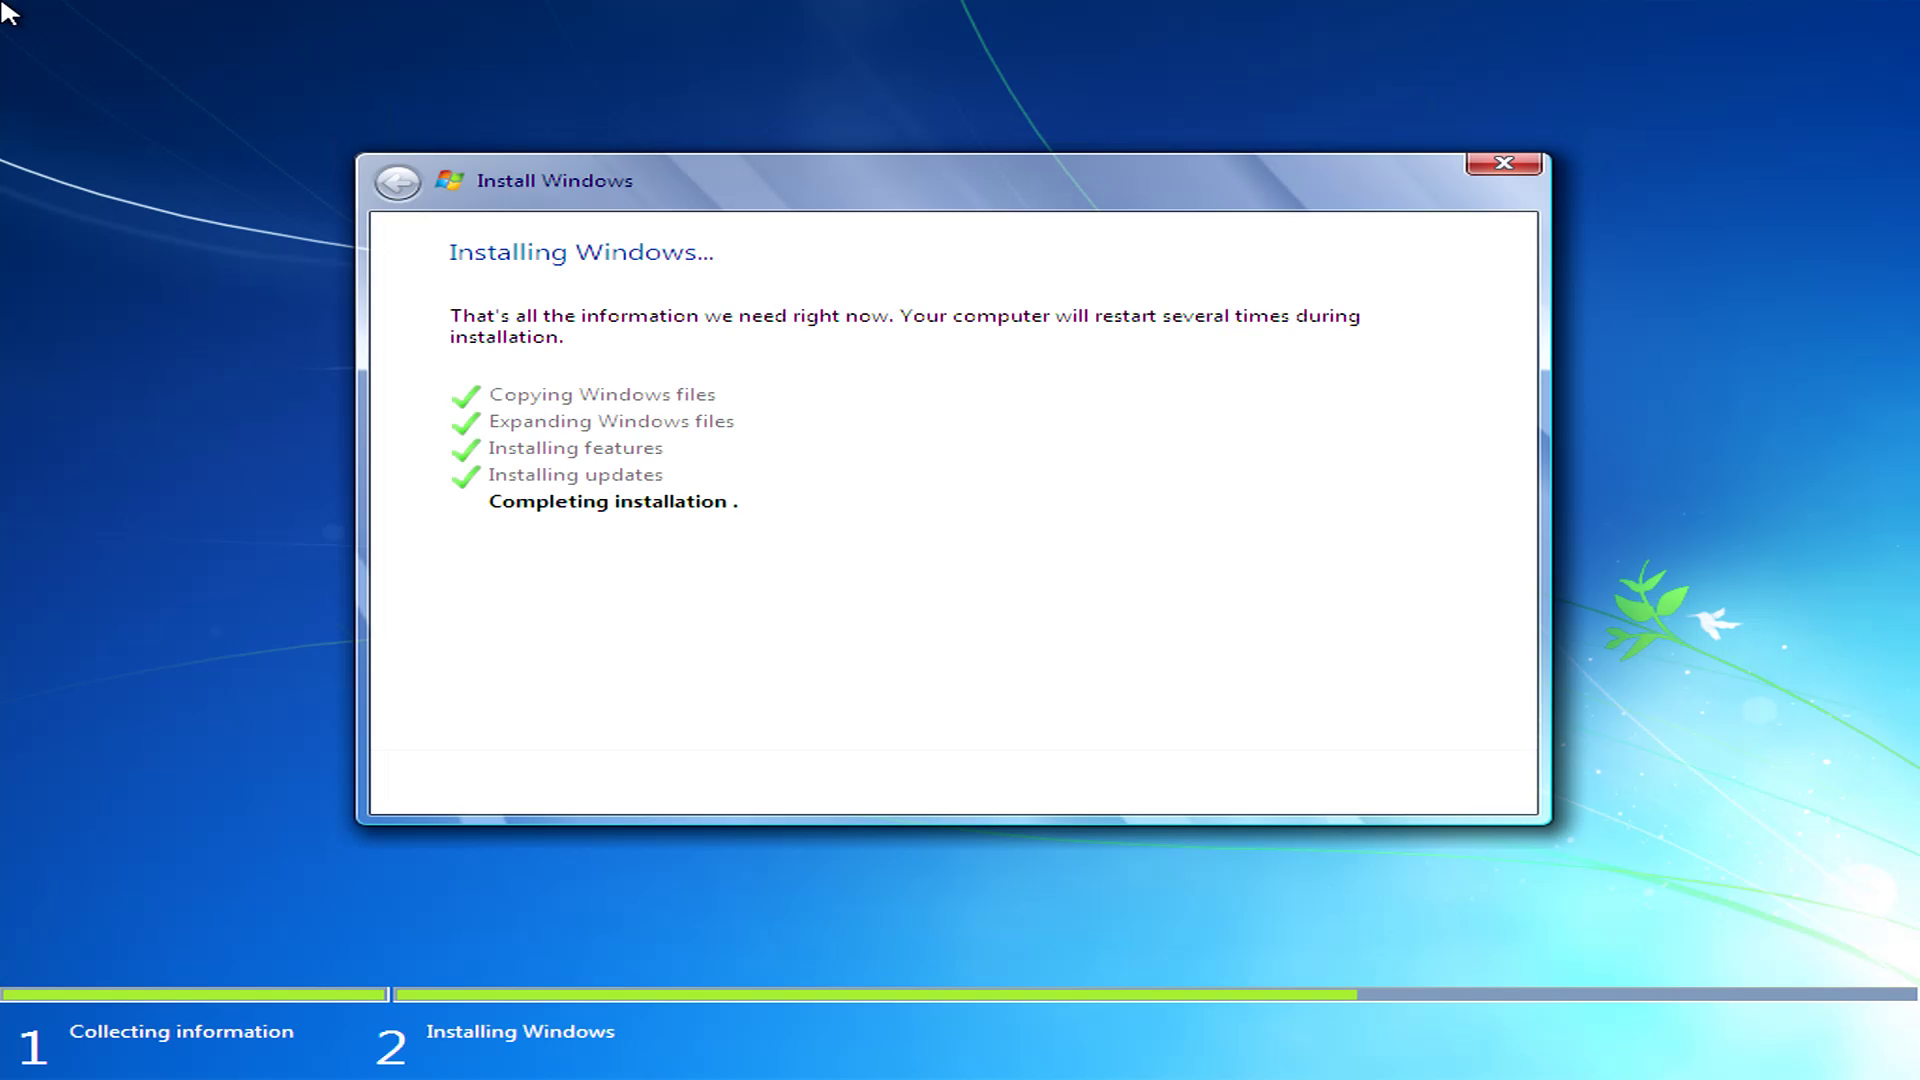 Install Windows
Installing Windows...
That's all the information we need right now. Your computer will restart several times during
installation.
Copying Windows files
Expanding Windows files
Installing features
Installing updates
Completing installation .
1 Collecting information
2 Installing Windows